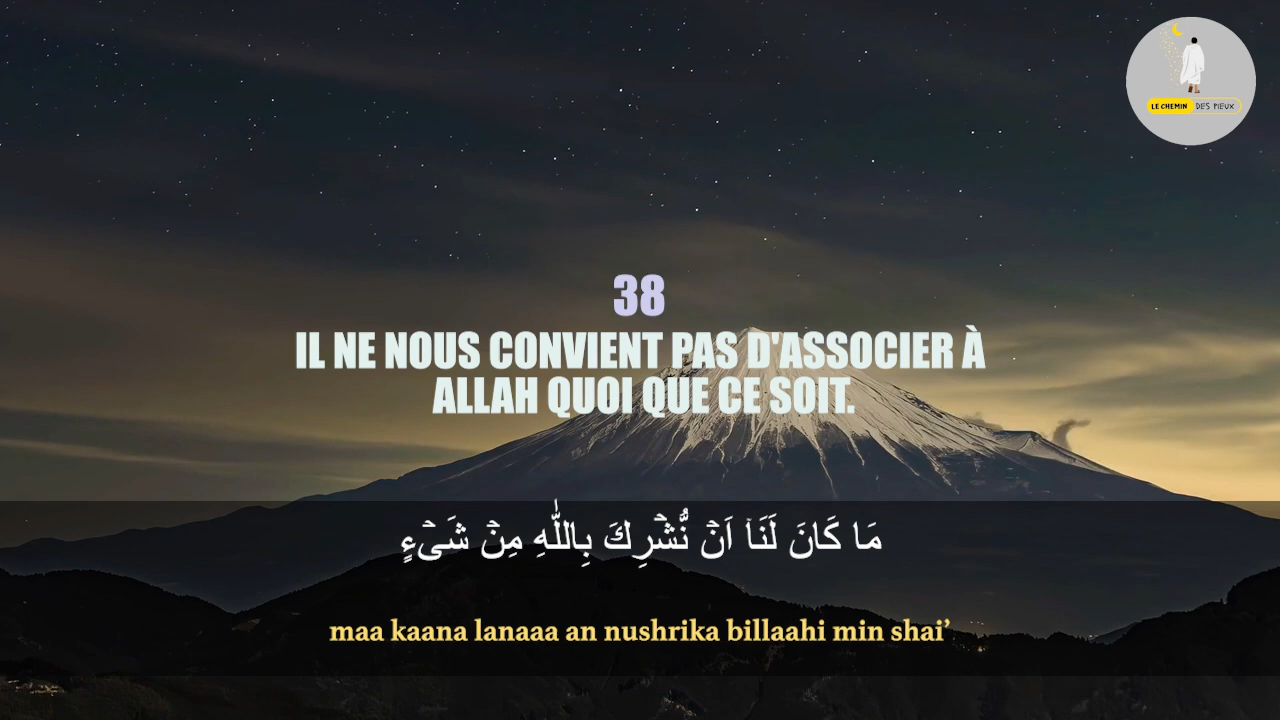 LE CHEMIN DES PIEUX
38
IL NE NOUS CONVIENT PAS D'ASSOCIER À
ALLAH QUOI QUE CE SOIT.
مَا كَانَ لَنَاۤ اَنۡ نُّشۡرِكَ بِاللّٰهِ مِنۡ شَىۡءٍ
maa kaana lanaaa an nushrika billaahi min shai’